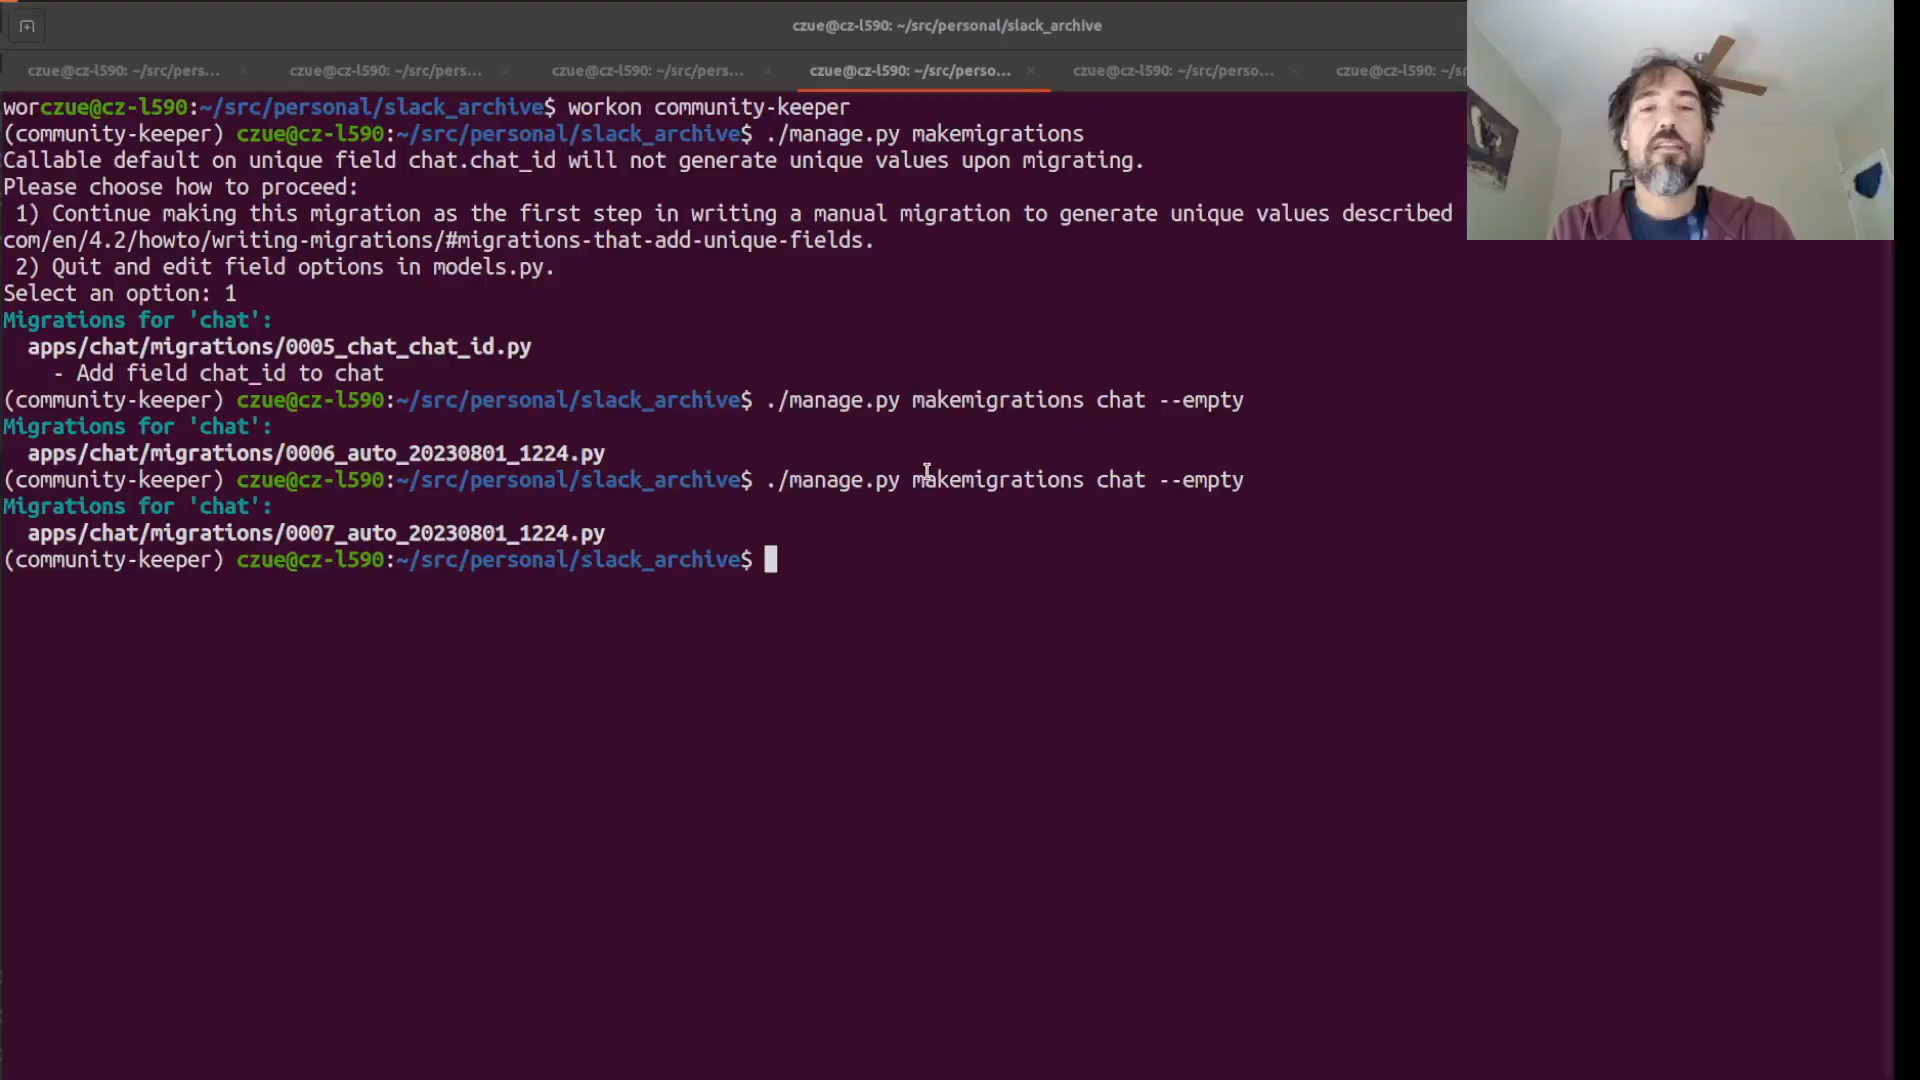 czue@cz-l590: ~/src/personal/slack_archive
czue@cz-l590: ~/src/pers... × czue@cz-l590: ~/src/pers... × czue@cz-l590: ~/src/pers... × czue@cz-l590: ~/src/perso... × czue@cz-l590: ~/src/perso... × czue@cz-l590: ~/sr
worczue@cz-l590:~/src/personal/slack_archive$ workon community-keeper
(community-keeper) czue@cz-l590:~/src/personal/slack_archive$ ./manage.py makemigrations
Callable default on unique field chat.chat_id will not generate unique values upon migrating.
Please choose how to proceed:
 1) Continue making this migration as the first step in writing a manual migration to generate unique values described
com/en/4.2/howto/writing-migrations/#migrations-that-add-unique-fields.
 2) Quit and edit field options in models.py.
Select an option: 1
Migrations for 'chat':
  apps/chat/migrations/0005_chat_chat_id.py
    - Add field chat_id to chat
(community-keeper) czue@cz-l590:~/src/personal/slack_archive$ ./manage.py makemigrations chat --empty
Migrations for 'chat':
  apps/chat/migrations/0006_auto_20230801_1224.py
(community-keeper) czue@cz-l590:~/src/personal/slack_archive$ ./manage.py makemigrations chat --empty
Migrations for 'chat':
  apps/chat/migrations/0007_auto_20230801_1224.py
(community-keeper) czue@cz-l590:~/src/personal/slack_archive$